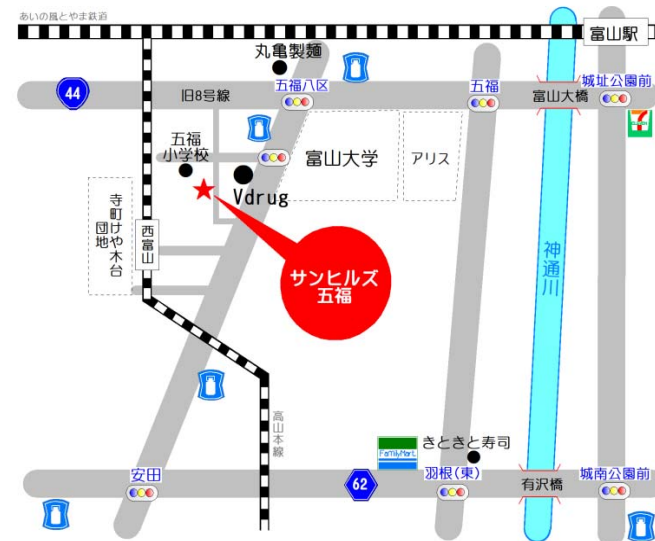 あいの風とやま鉄道
富山駅
丸亀製麺
44
旧8号線
五福八区
五福
富山大橋
城址公園前
7
ELEVEN
五福
小学校
富山大学
アリス
Vdrug
寺町けや木台
団地
西富山
サンヒルズ
五福
神通川
高山本線
きときと寿司
FamilyMart
安田
62
羽根(東)
有沢橋
城南公園前